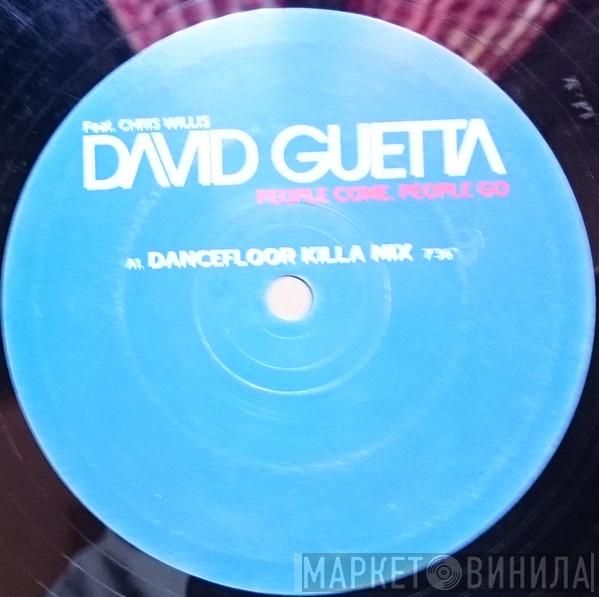 Feat. CHRIS WILLIS
DAVID GUETTA
PEOPLE COME, PEOPLE GO
A1. DANCEFLOOR KILLA MIX 7'36"
МАРКЕТ ВИНИЛА